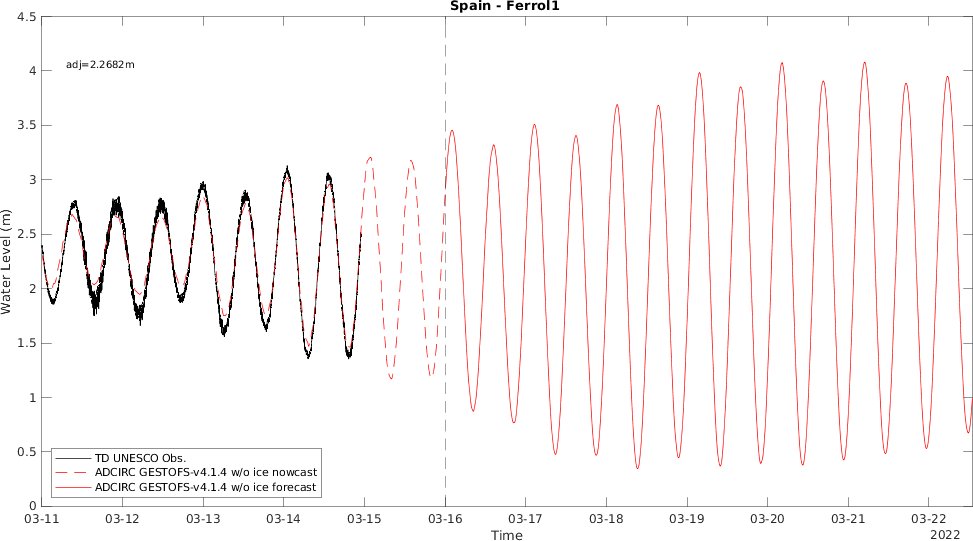 Spain - Ferrol1
4.5
4
3.5
3
2.5
2
1.5
1
0.5
0
Water Level (m)
adj=2.2682m
TD UNESCO Obs.
ADCIRC GESTOFS-v4.1.4 w/o ice nowcast
ADCIRC GESTOFS-v4.1.4 w/o ice forecast
03-11 03-12 03-13 03-14 03-15 03-16 03-17 03-18 03-19 03-20 03-21 03-22
2022
Time